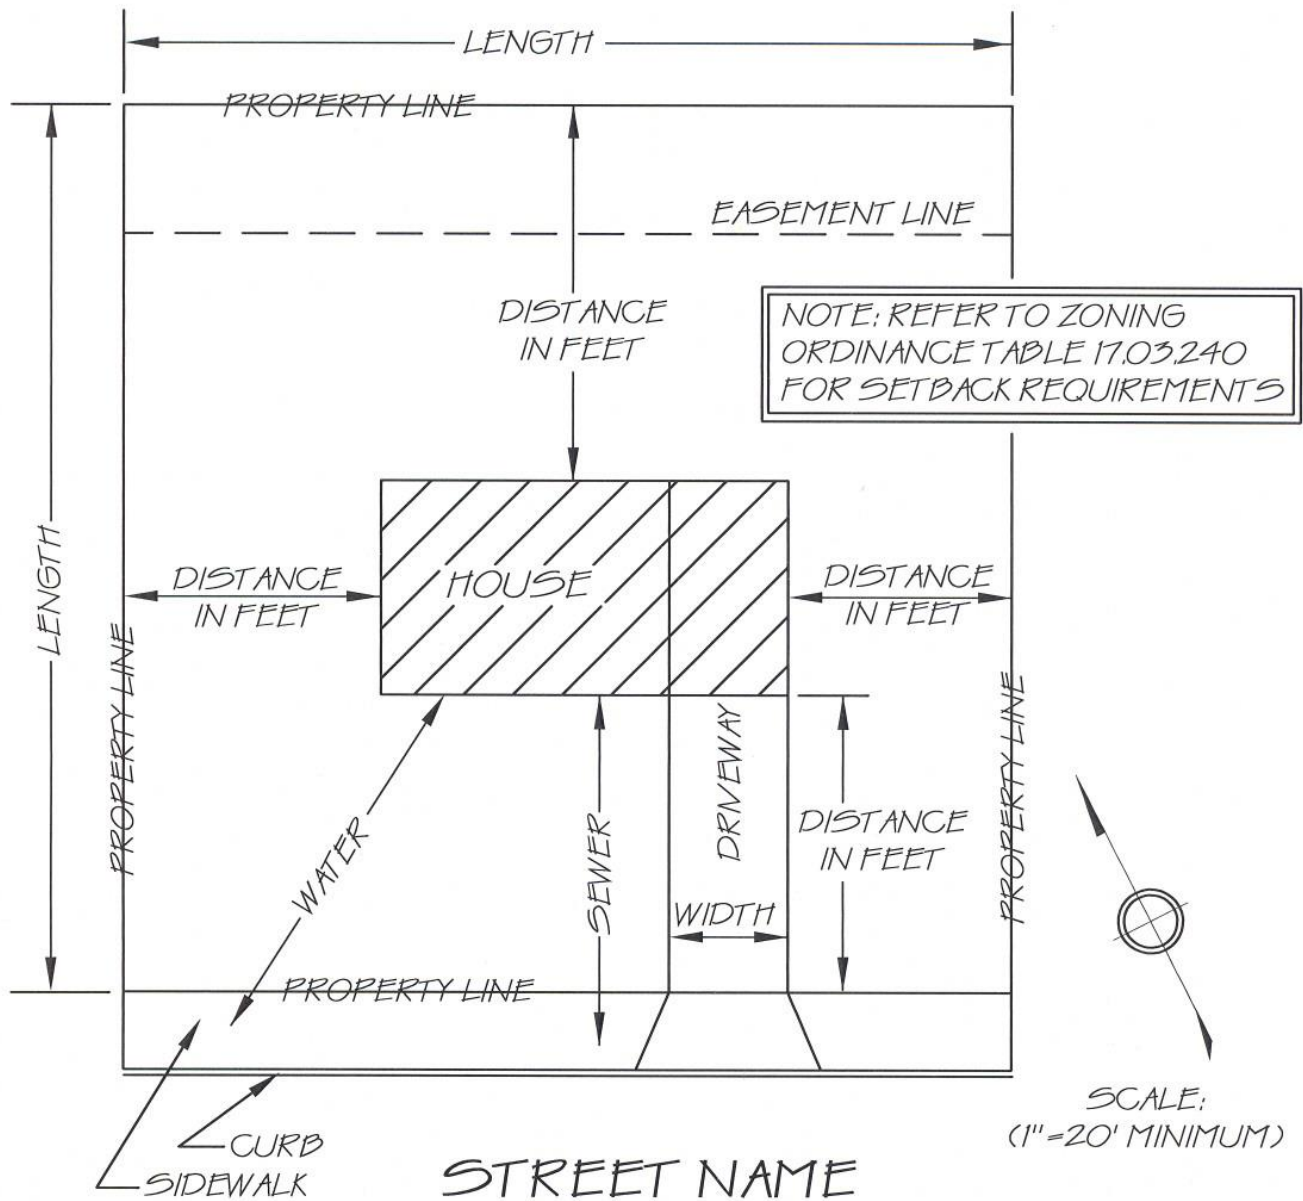 LENGTH
PROPERTY LINE
EASEMENT LINE
DISTANCE
IN FEET
NOTE: REFER TO ZONING
ORDINANCE TABLE 17.03.240
FOR SETBACK REQUIREMENTS
LENGTH
DISTANCE
IN FEET
HOUSE
DISTANCE
IN FEET
PROPERTY LINE
WATER
SEWER
DRIVEWAY
DISTANCE
IN FEET
PROPERTY LINE
WIDTH
PROPERTY LINE
SCALE:
(1"=20' MINIMUM)
CURB
SIDEWALK
STREET NAME